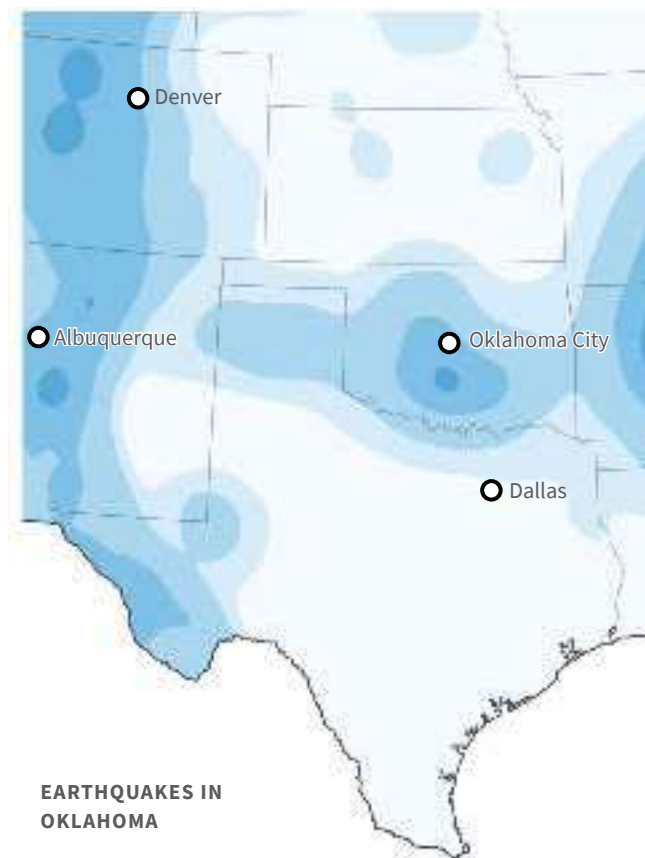 Denver
Albuquerque
Oklahoma City
Dallas
EARTHQUAKES IN
OKLAHOMA